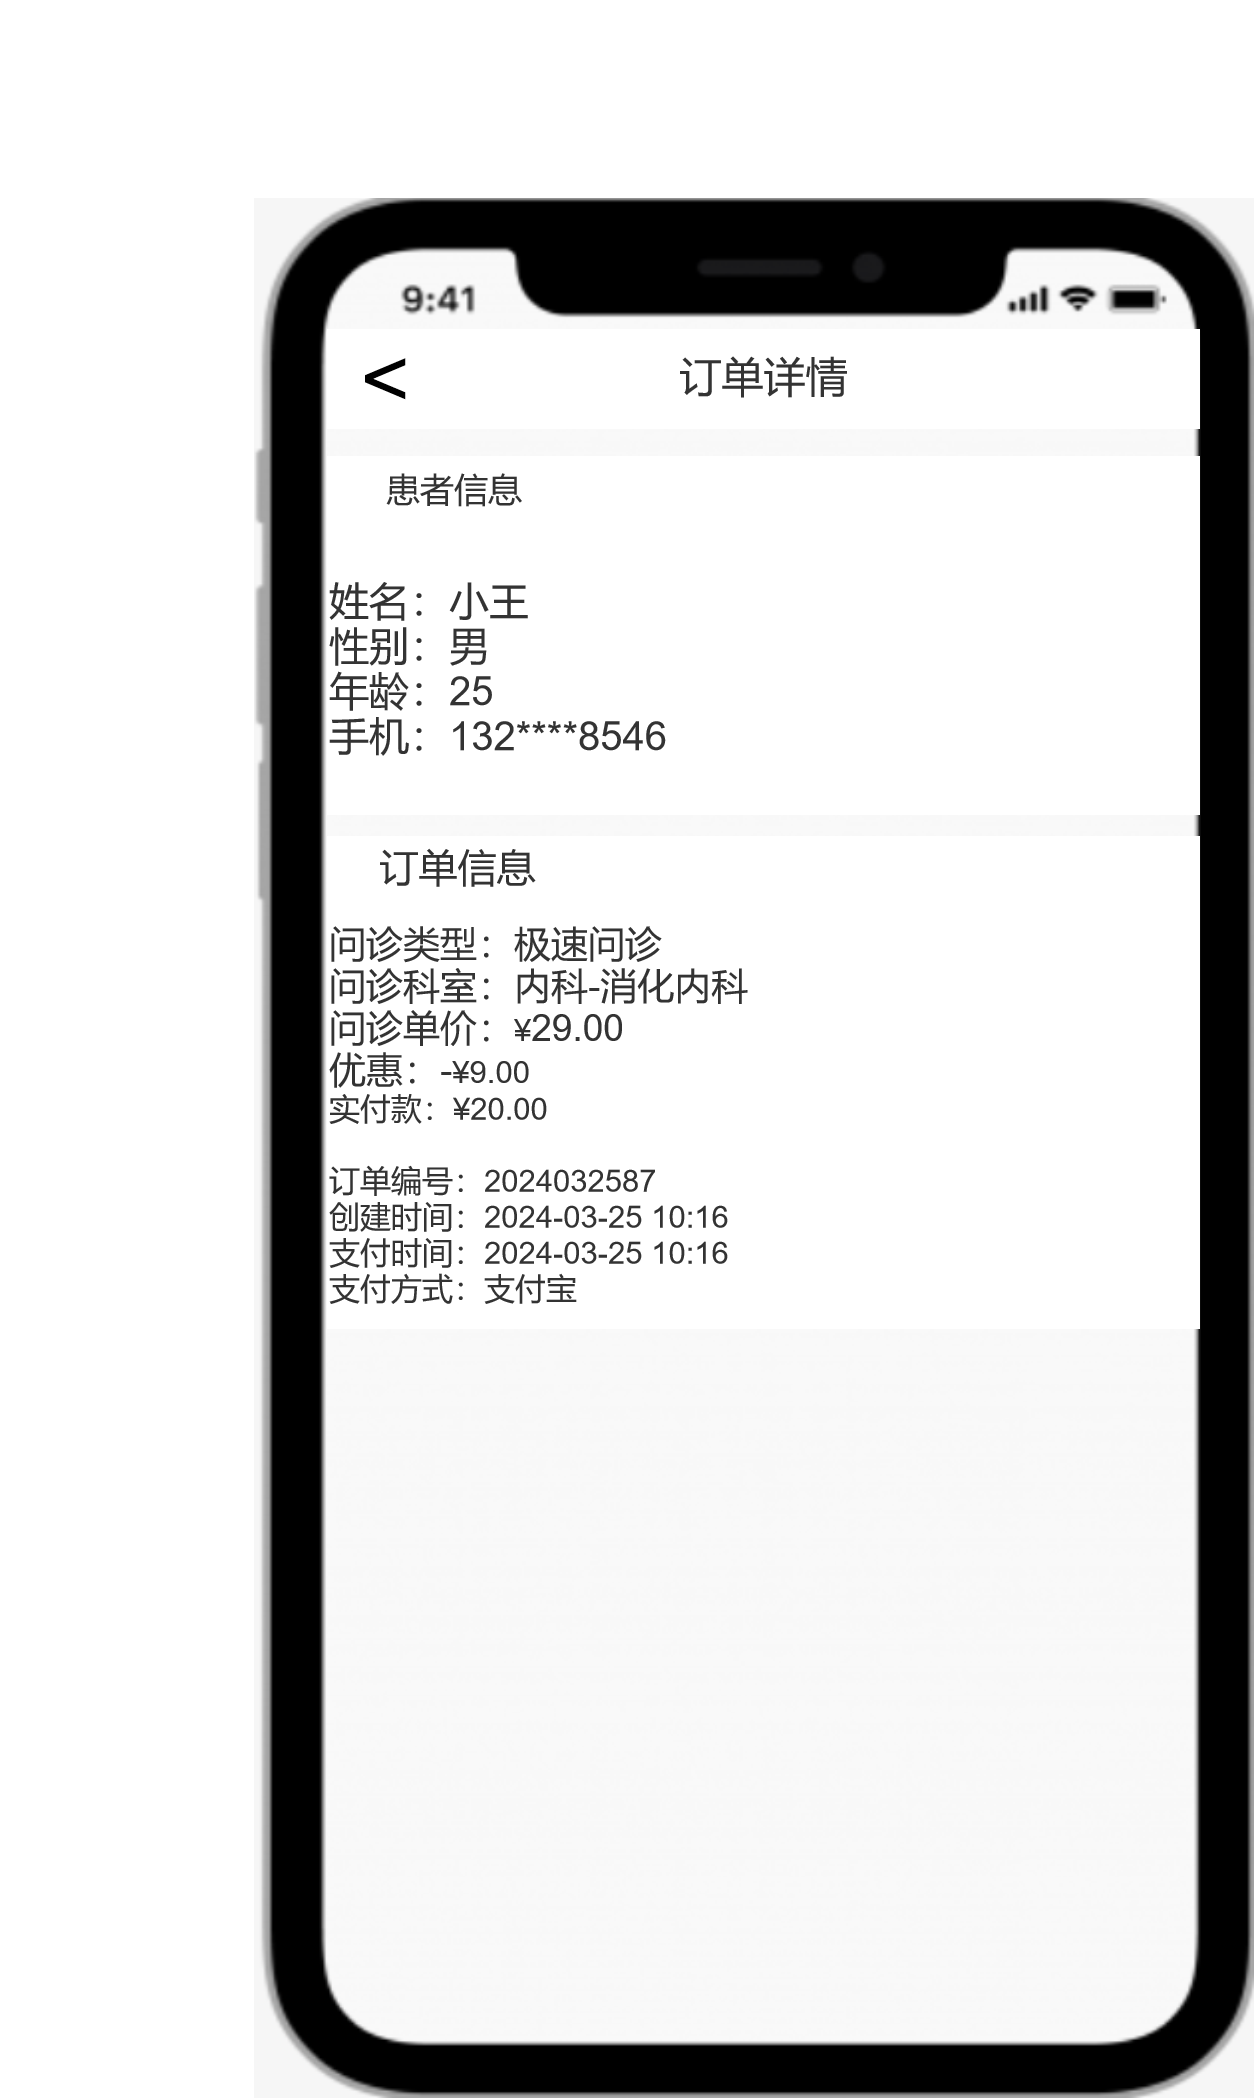 9:41
<
订单详情
患者信息
姓名：小王
性别：男
年龄：25
手机：132****8546
订单信息
问诊类型：极速问诊
问诊科室：内科-消化内科
问诊单价：¥29.00
优惠：-¥9.00
实付款：¥20.00
订单编号：2024032587
创建时间：2024-03-25 10:16
支付时间：2024-03-25 10:16
支付方式：支付宝